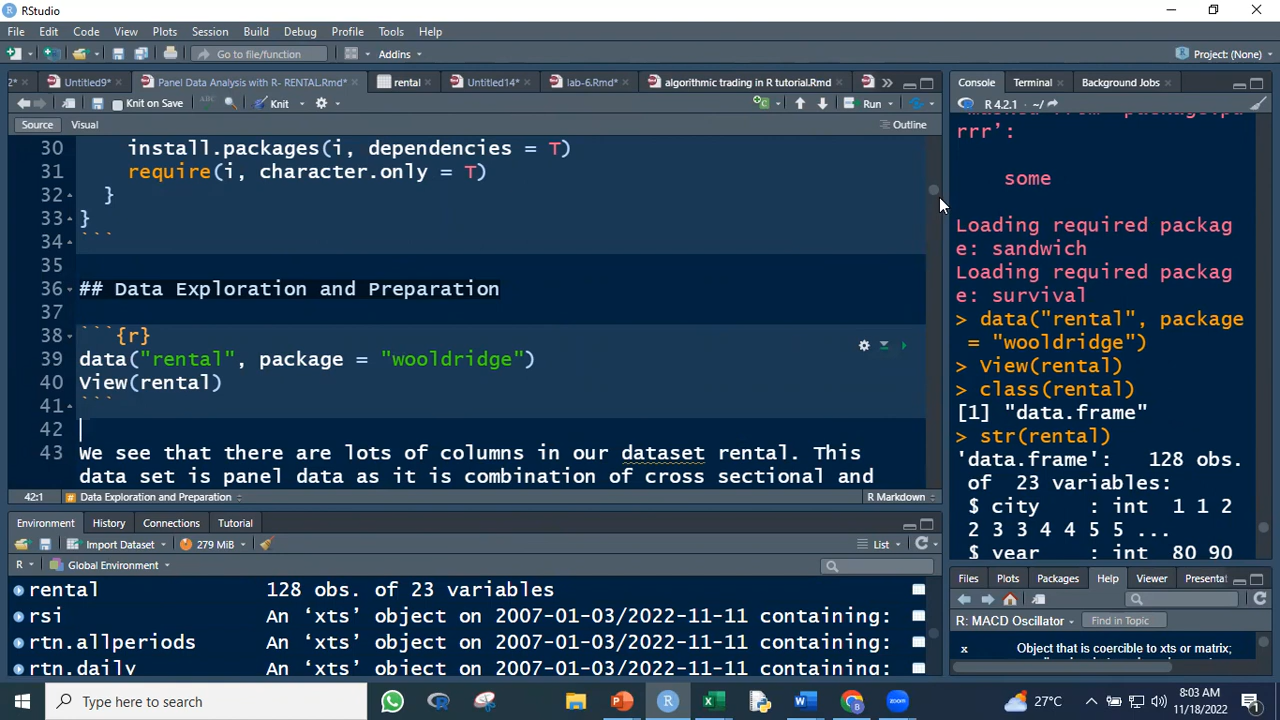 RStudio
File Edit Code View Plots Session Build Debug Profile Tools Help
Go to file/function Addins Project: (None)
2* Untitled9* Panel Data Analysis with R- RENTAL.Rmd* rental Untitled14* lab-6.Rmd* algorithmic trading in R tutorial.Rmd
Knit on Save ABC Knit Run
Source Visual Outline
30 install.packages(i, dependencies = T)
31 require(i, character.only = T)
32 }
33 }
34 ```
35
36 ## Data Exploration and Preparation
37
38 ```{r}
39 data("rental", package = "wooldridge")
40 View(rental)
41 ```
42
43 We see that there are lots of columns in our dataset rental. This
data set is panel data as it is combination of cross sectional and
42:1 Data Exploration and Preparation R Markdown
Console Terminal Background Jobs
R 4.2.1 · ~/
rrr’:
some
Loading required packag
e: sandwich
Loading required packag
e: survival
> data("rental", package
= "wooldridge")
> View(rental)
> class(rental)
[1] "data.frame"
> str(rental)
'data.frame': 128 obs.
of 23 variables:
$ city : int 1 1 2
2 3 3 4 4 5 5 ...
$ year : int 80 90
Environment History Connections Tutorial
Import Dataset 279 MiB List
R Global Environment
rental 128 obs. of 23 variables
rsi An ‘xts’ object on 2007-01-03/2022-11-11 containing:
rtn.allperiods An ‘xts’ object on 2007-01-03/2022-11-11 containing:
rtn.daily An ‘xts’ object on 2007-01-03/2022-11-11 containing:
Files Plots Packages Help Viewer Presentat
R: MACD Oscillator Find in Topic
x Object that is coercible to xts or matrix;
Type here to search
zoom
27°C
8:03 AM
11/18/2022